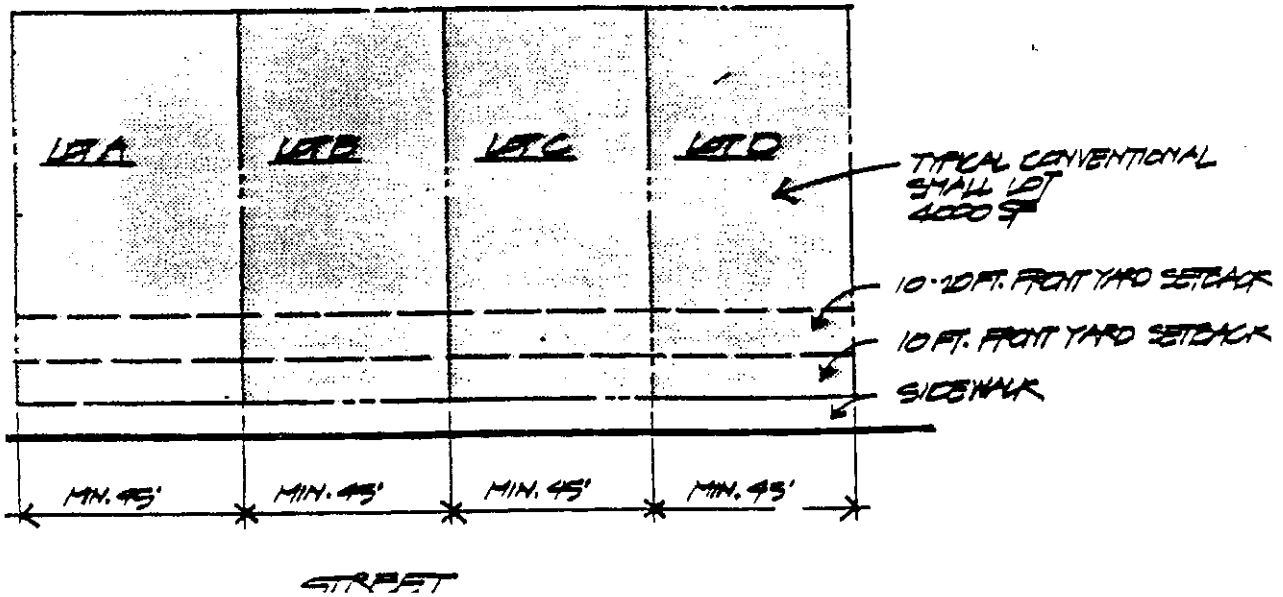 LOT A
LOT B
LOT C
LOT D
TYPICAL CONVENTIONAL
SMALL LOT
4000 SF
10-20 FT. FRONT YARD SETBACK
10 FT. FRONT YARD SETBACK
SIDEWALK
MIN. 45'
MIN. 45'
MIN. 45'
MIN. 45'
STREET